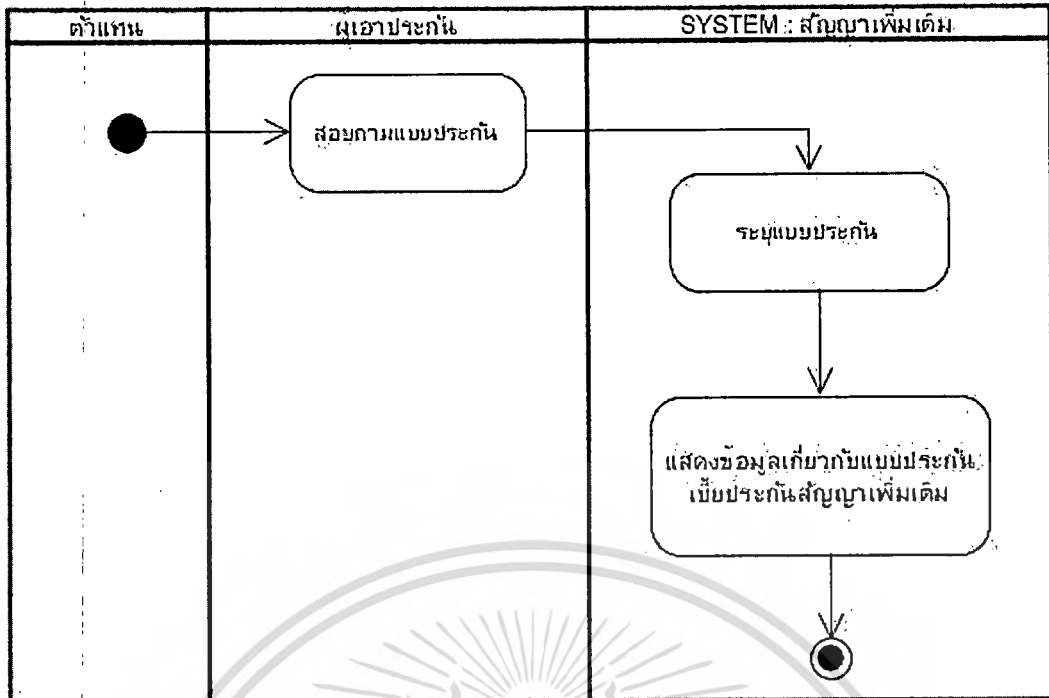 ตัวแทน
ผู้เอาประกัน
SYSTEM : สัญญาเพิ่มเติม
สอบถามแบบประกัน
ระบุแบบประกัน
แสดงข้อมูลเกี่ยวกับแบบประกัน
เบี้ยประกันสัญญาเพิ่มเติม